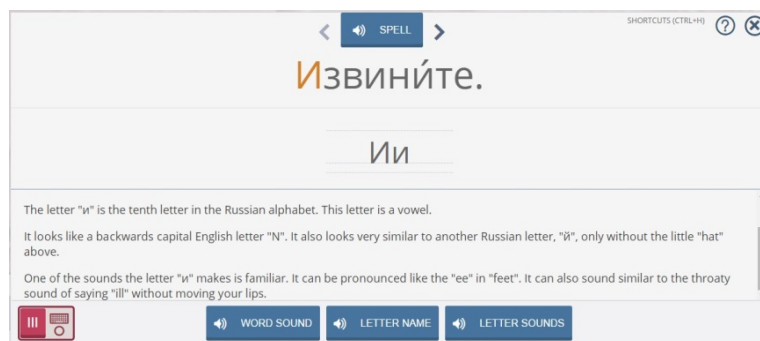 SPELL
SHORTCUTS (CTRL+H)
Извини́те.
Ии
The letter "и" is the tenth letter in the Russian alphabet. This letter is a vowel.
It looks like a backwards capital English letter "N". It also looks very similar to another Russian letter, "й", only without the little "hat"
above.
One of the sounds the letter "и" makes is familiar. It can be pronounced like the "ee" in "feet". It can also sound similar to the throaty
sound of saying "ill" without moving your lips.
WORD SOUND LETTER NAME LETTER SOUNDS